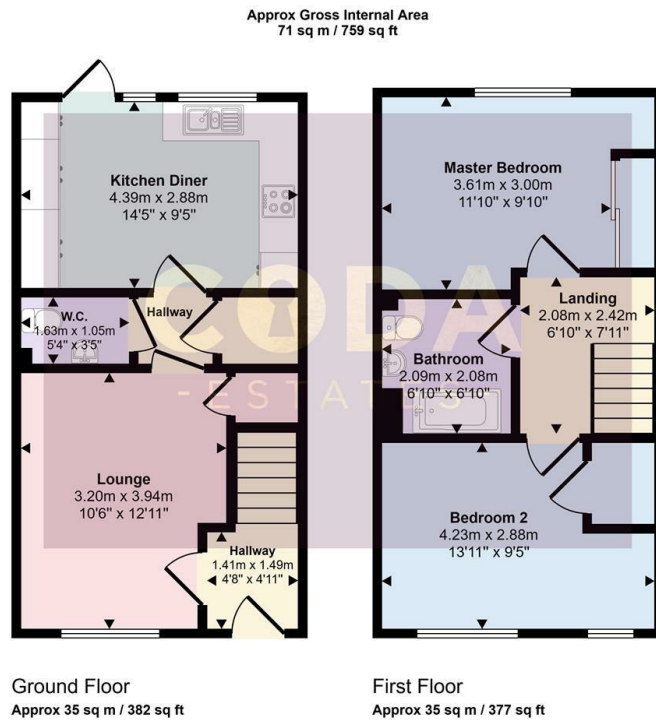 Approx Gross Internal Area
71 sq m / 759 sq ft
Kitchen Diner
4.39m x 2.88m
14'5" x 9'5"
W.C.
1.63m x 1.05m
5'4" x 3'5"
Hallway
Lounge
3.20m x 3.94m
10'6" x 12'11"
Hallway
1.41m x 1.49m
4'8" x 4'11"
Master Bedroom
3.61m x 3.00m
11'10" x 9'10"
Landing
2.08m x 2.42m
6'10" x 7'11"
Bathroom
2.09m x 2.08m
6'10" x 6'10"
Bedroom 2
4.23m x 2.88m
13'11" x 9'5"
CODA
- ESTATES -
Ground Floor
Approx 35 sq m / 382 sq ft
First Floor
Approx 35 sq m / 377 sq ft